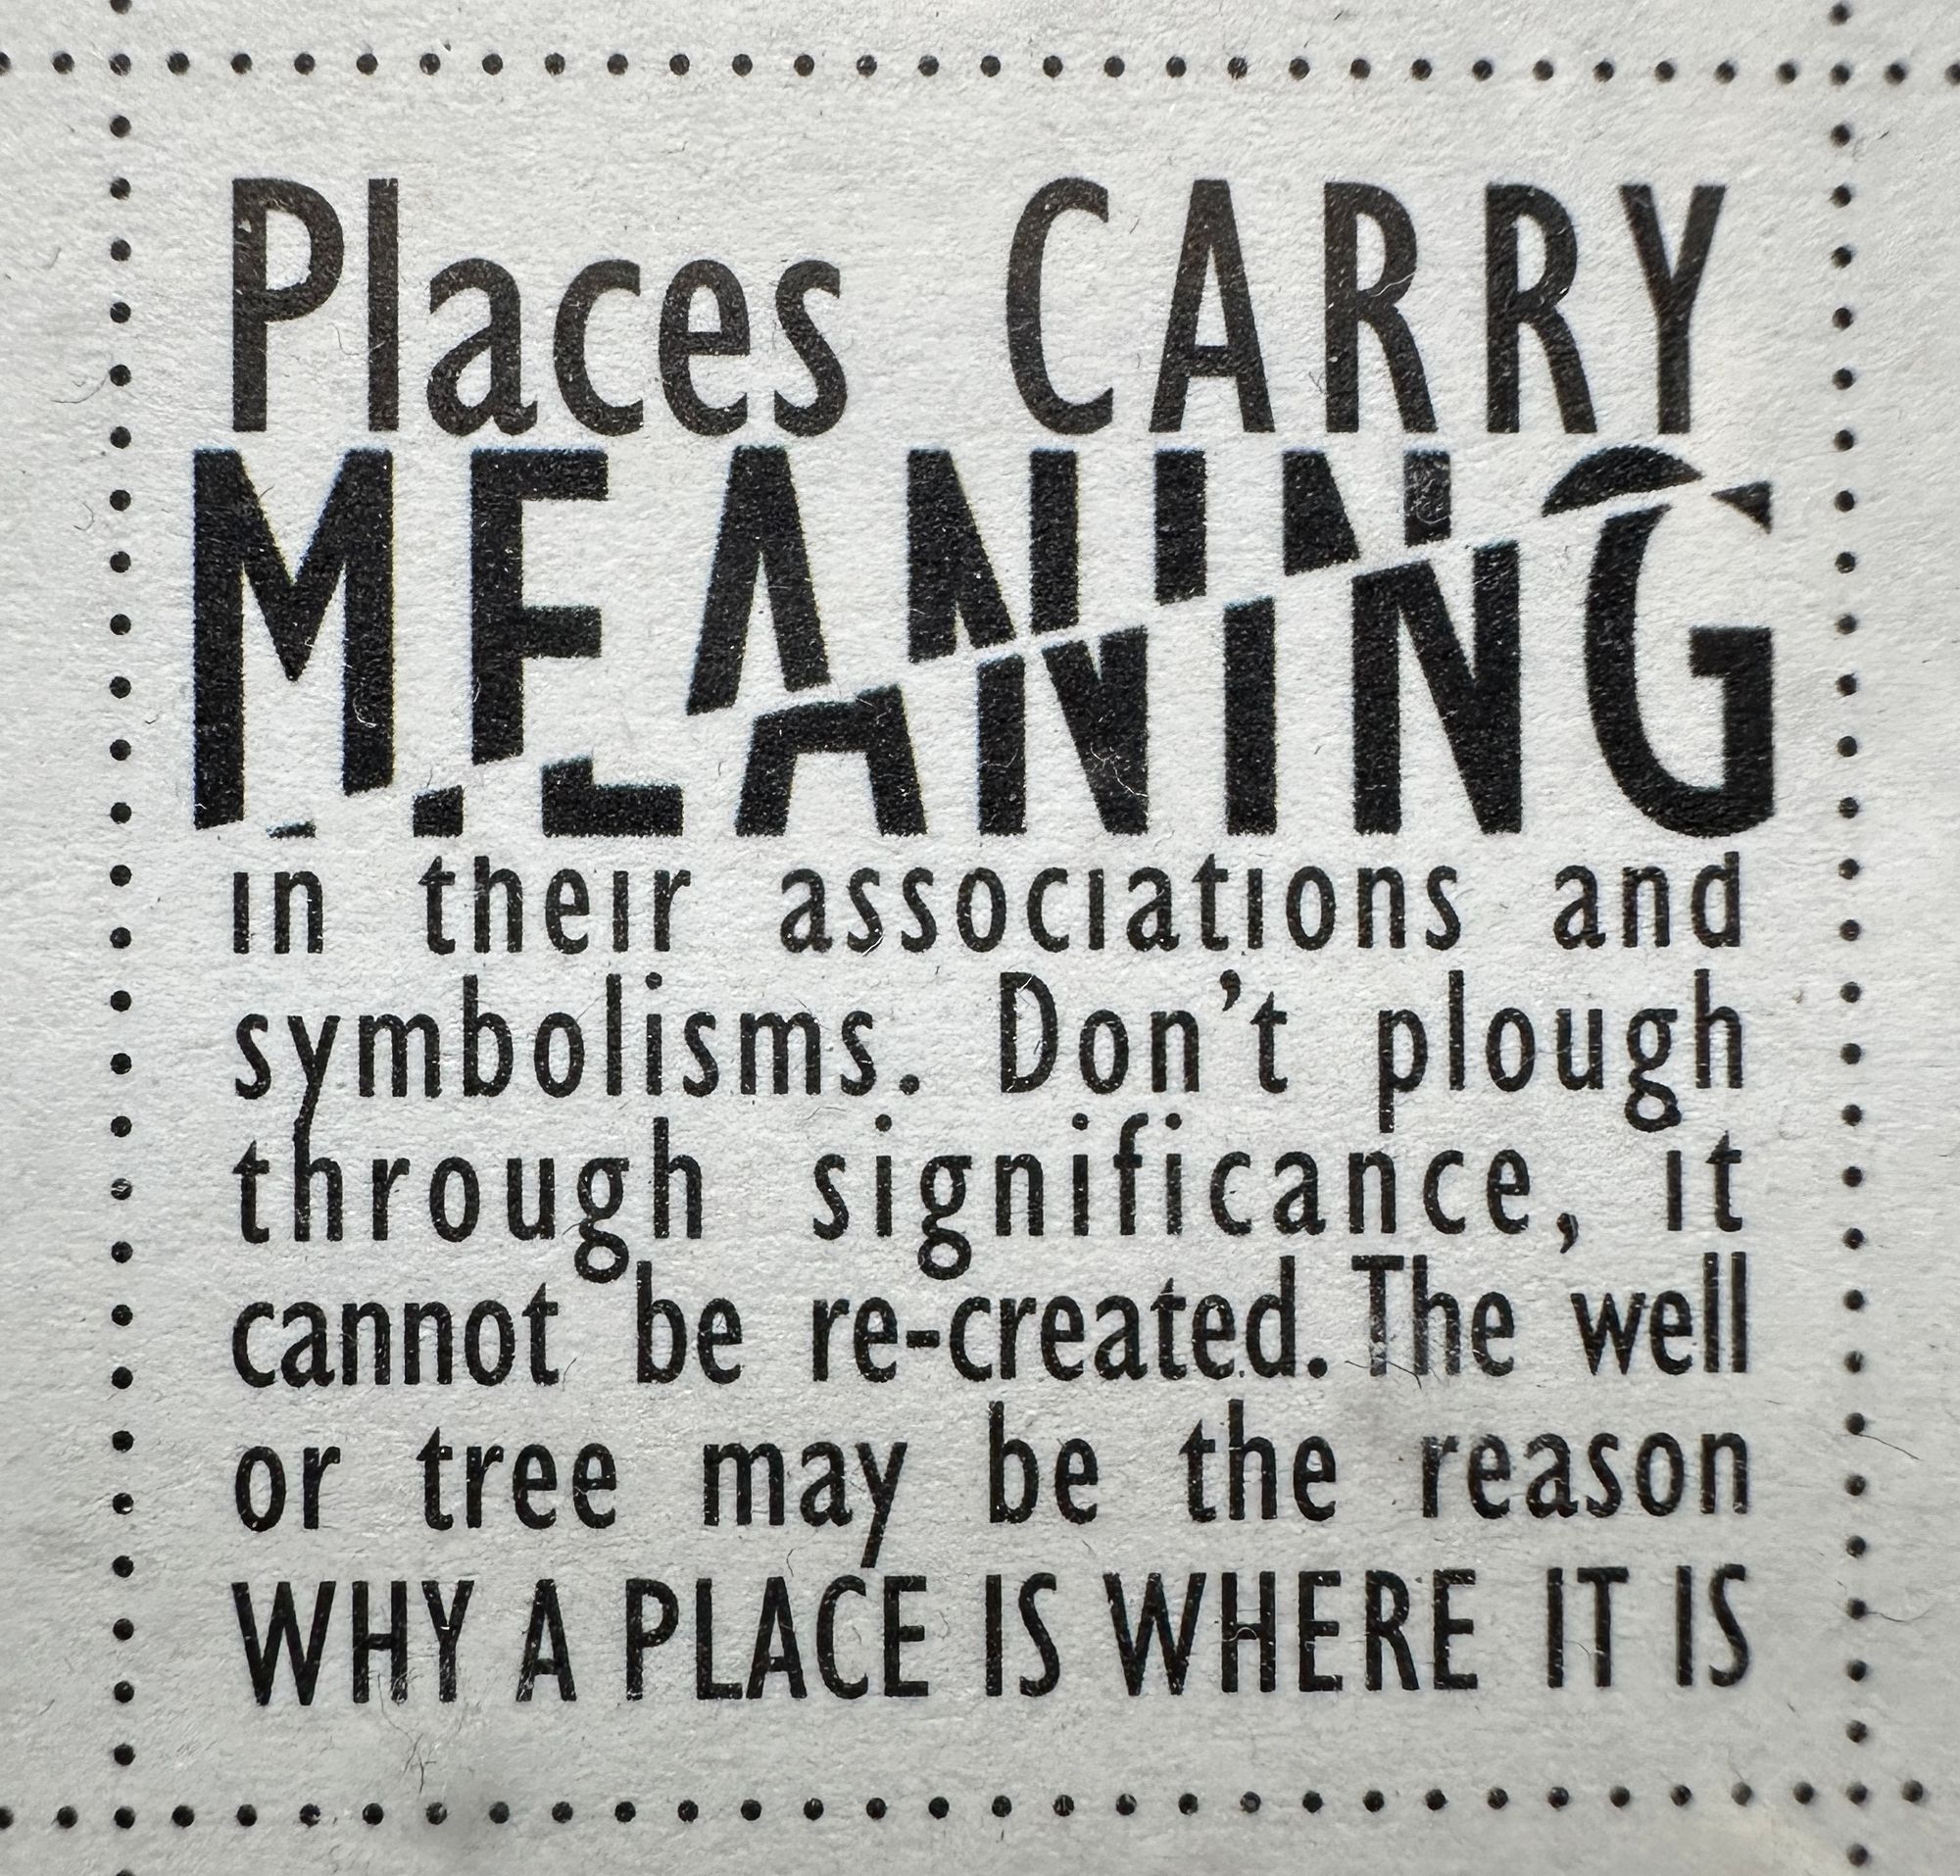 Places CARRY
MEANING
in their associations and
symbolisms. Don't plough
through significance, it
cannot be re-created. The well
or tree may be the reason
WHY A PLACE IS WHERE IT IS